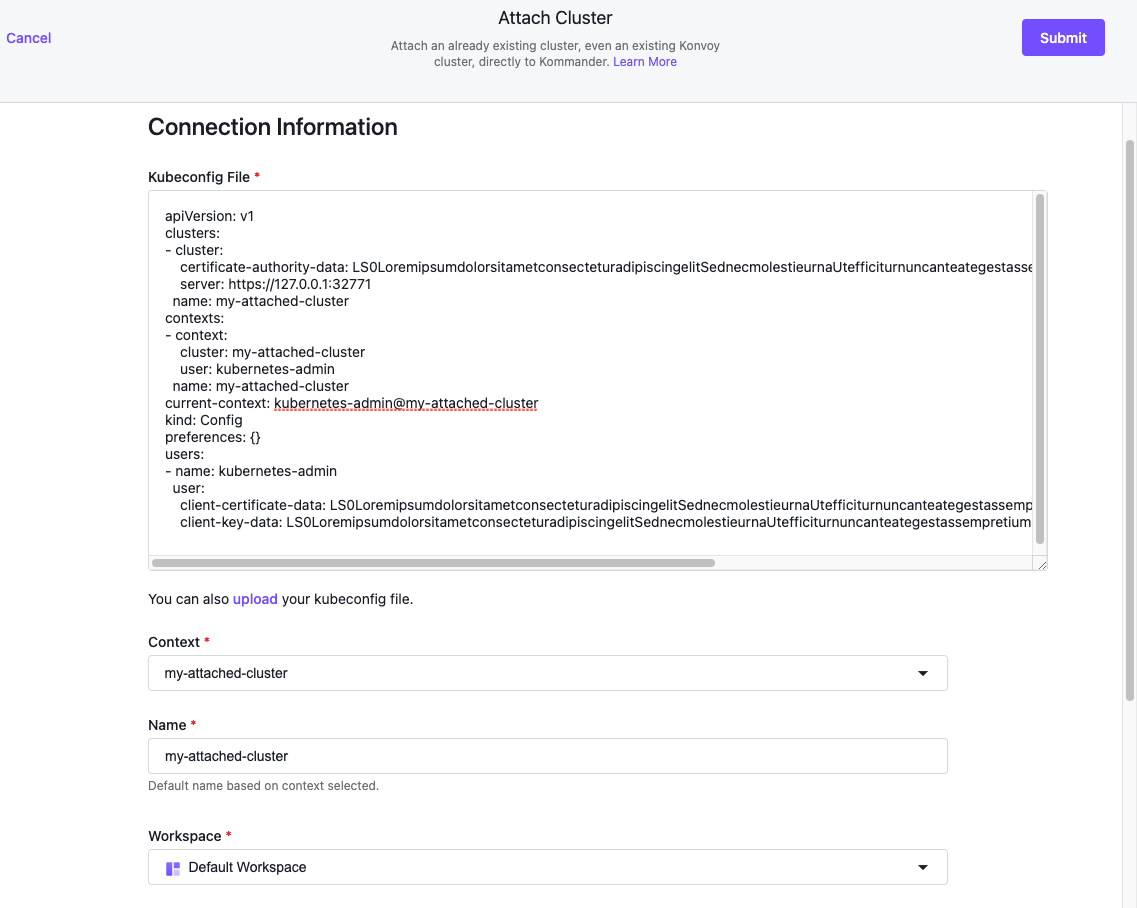 Attach Cluster
Cancel
Attach an already existing cluster, even an existing Konvoy
cluster, directly to Kommander. Learn More
Submit
Connection Information
Kubeconfig File *
apiVersion: v1
clusters:
- cluster:
certificate-authority-data: LS0LoremipsumdolorsitametconsecteturadipiscingelitSednecmolestieurnaUtefficiturnuncanteategestasse
server: https://127.0.0.1:32771
name: my-attached-cluster
contexts:
- context:
cluster: my-attached-cluster
user: kubernetes-admin
name: my-attached-cluster
current-context: kubernetes-admin@my-attached-cluster
kind: Config
preferences: {}
users:
- name: kubernetes-admin
user:
client-certificate-data: LS0LoremipsumdolorsitametconsecteturadipiscingelitSednecmolestieurnaUtefficiturnuncanteategestassemp
client-key-data: LS0LoremipsumdolorsitametconsecteturadipiscingelitSednecmolestieurnaUtefficiturnuncanteategestassempretium
You can also upload your kubeconfig file.
Context *
my-attached-cluster
Name *
my-attached-cluster
Default name based on context selected.
Workspace *
Default Workspace